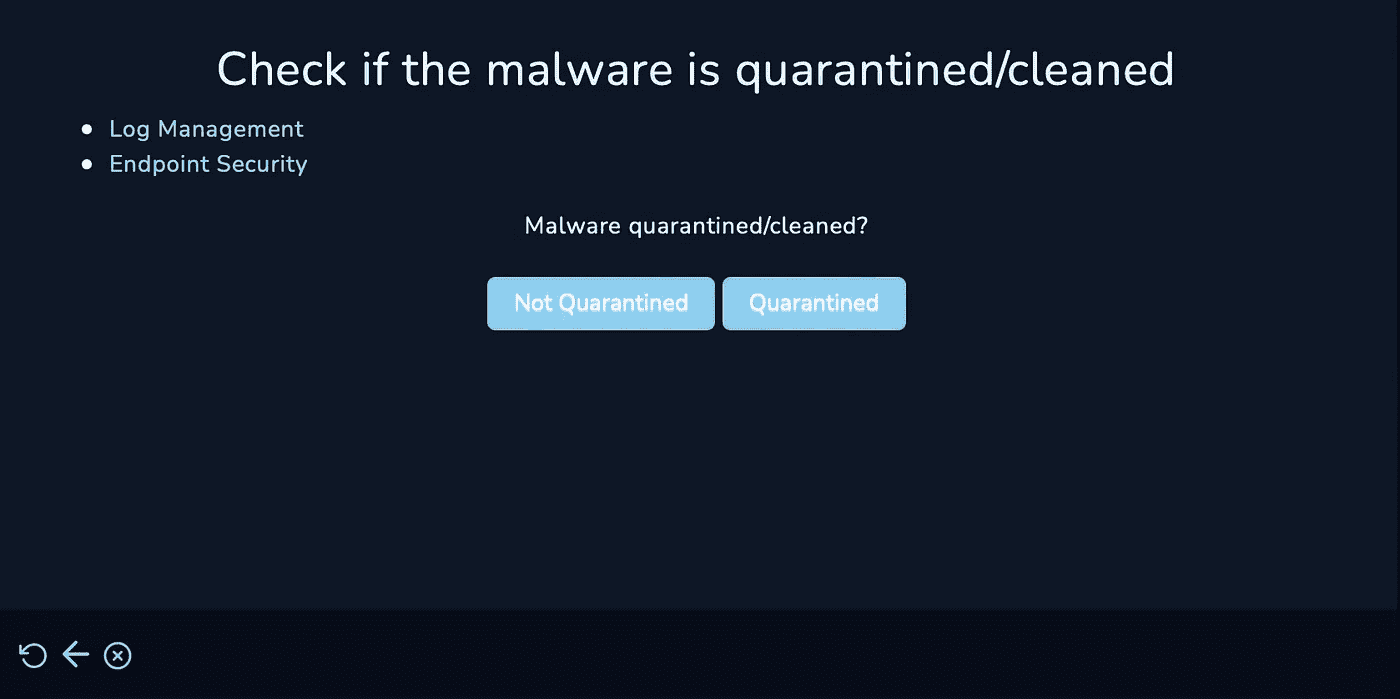 Check if the malware is quarantined/cleaned
Log Management
Endpoint Security
Malware quarantined/cleaned?
Not Quarantined
Quarantined